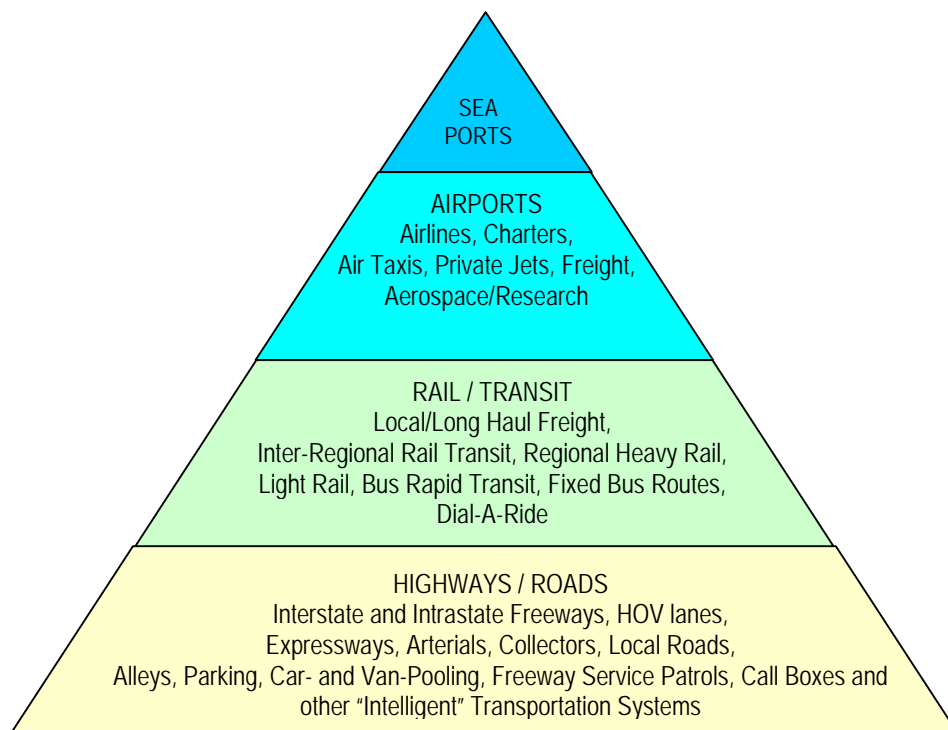 SEA
PORTS
AIRPORTS
Airlines, Charters,
Air Taxis, Private Jets, Freight,
Aerospace/Research
RAIL / TRANSIT
Local/Long Haul Freight,
Inter-Regional Rail Transit, Regional Heavy Rail,
Light Rail, Bus Rapid Transit, Fixed Bus Routes,
Dial-A-Ride
HIGHWAYS / ROADS
Interstate and Intrastate Freeways, HOV lanes,
Expressways, Arterials, Collectors, Local Roads,
Alleys, Parking, Car- and Van-Pooling, Freeway Service Patrols, Call Boxes and
other “Intelligent” Transportation Systems